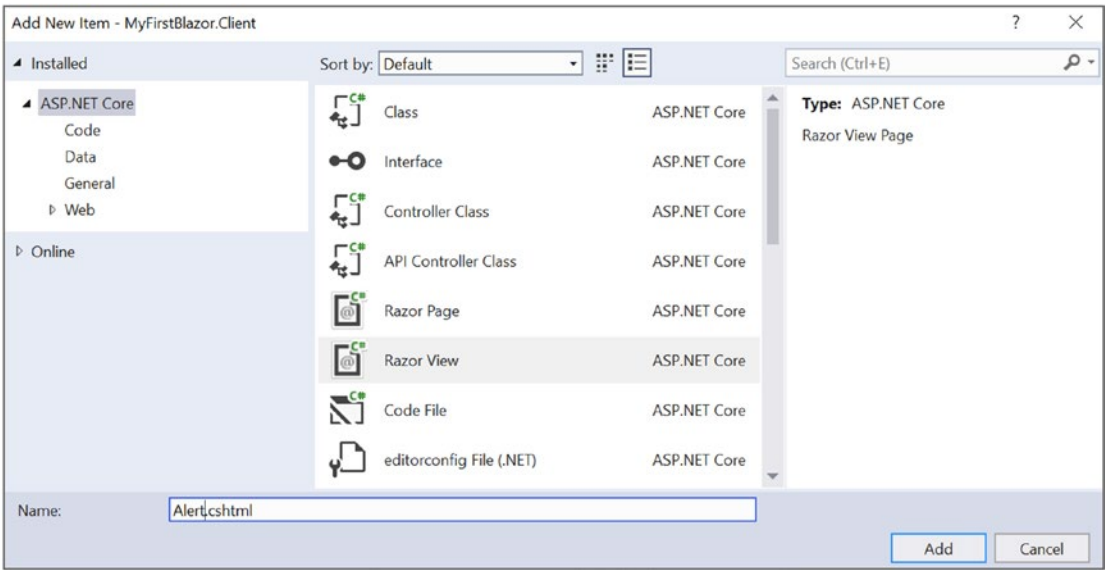 Add New Item - MyFirstBlazor.Client ? ×
Installed
Sort by: Default
Search (Ctrl+E)
ASP.NET Core
Code
Data
General
Web
Online
C# Class ASP.NET Core
Interface ASP.NET Core
C# Controller Class ASP.NET Core
C# API Controller Class ASP.NET Core
C# @ Razor Page ASP.NET Core
C# @ Razor View ASP.NET Core
C# Code File ASP.NET Core
editorconfig File (.NET) ASP.NET Core
Type: ASP.NET Core
Razor View Page
Name: Alert.cshtml
Add Cancel